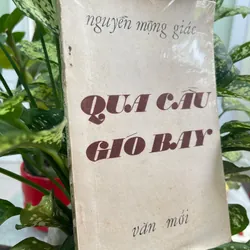 nguyễn mộng giác
QUA CẦU
GIÓ BAY
văn mới